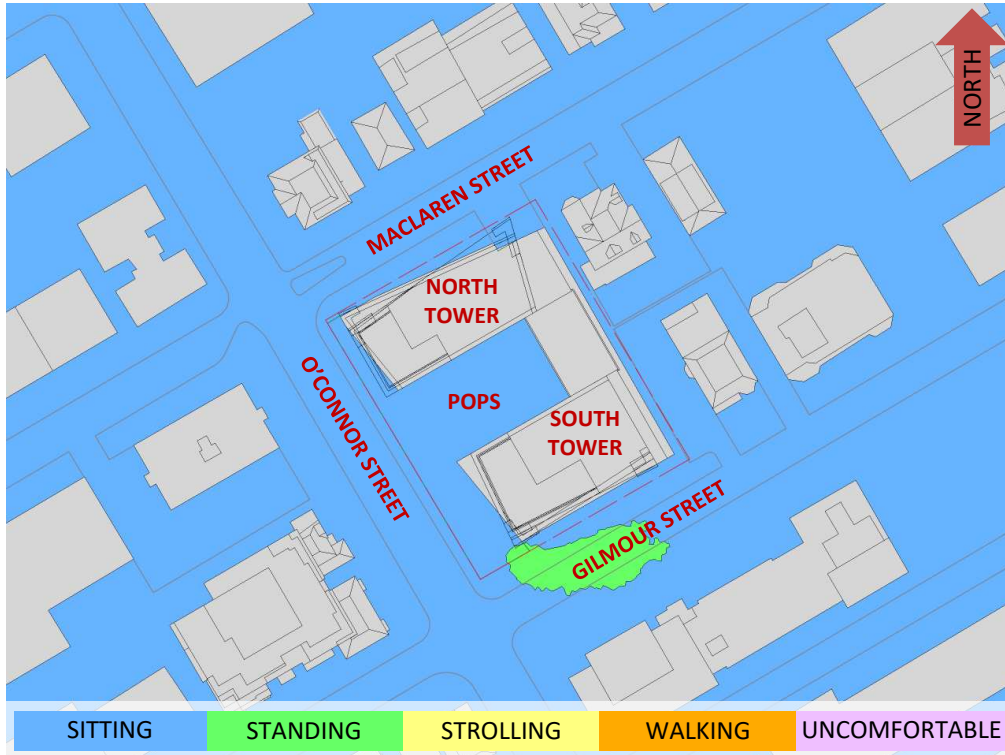 NORTH
MACLAREN STREET
NORTH
TOWER
O'CONNOR STREET
POPS
SOUTH
TOWER
GILMOUR STREET
SITTING
STANDING
STROLLING
WALKING
UNCOMFORTABLE